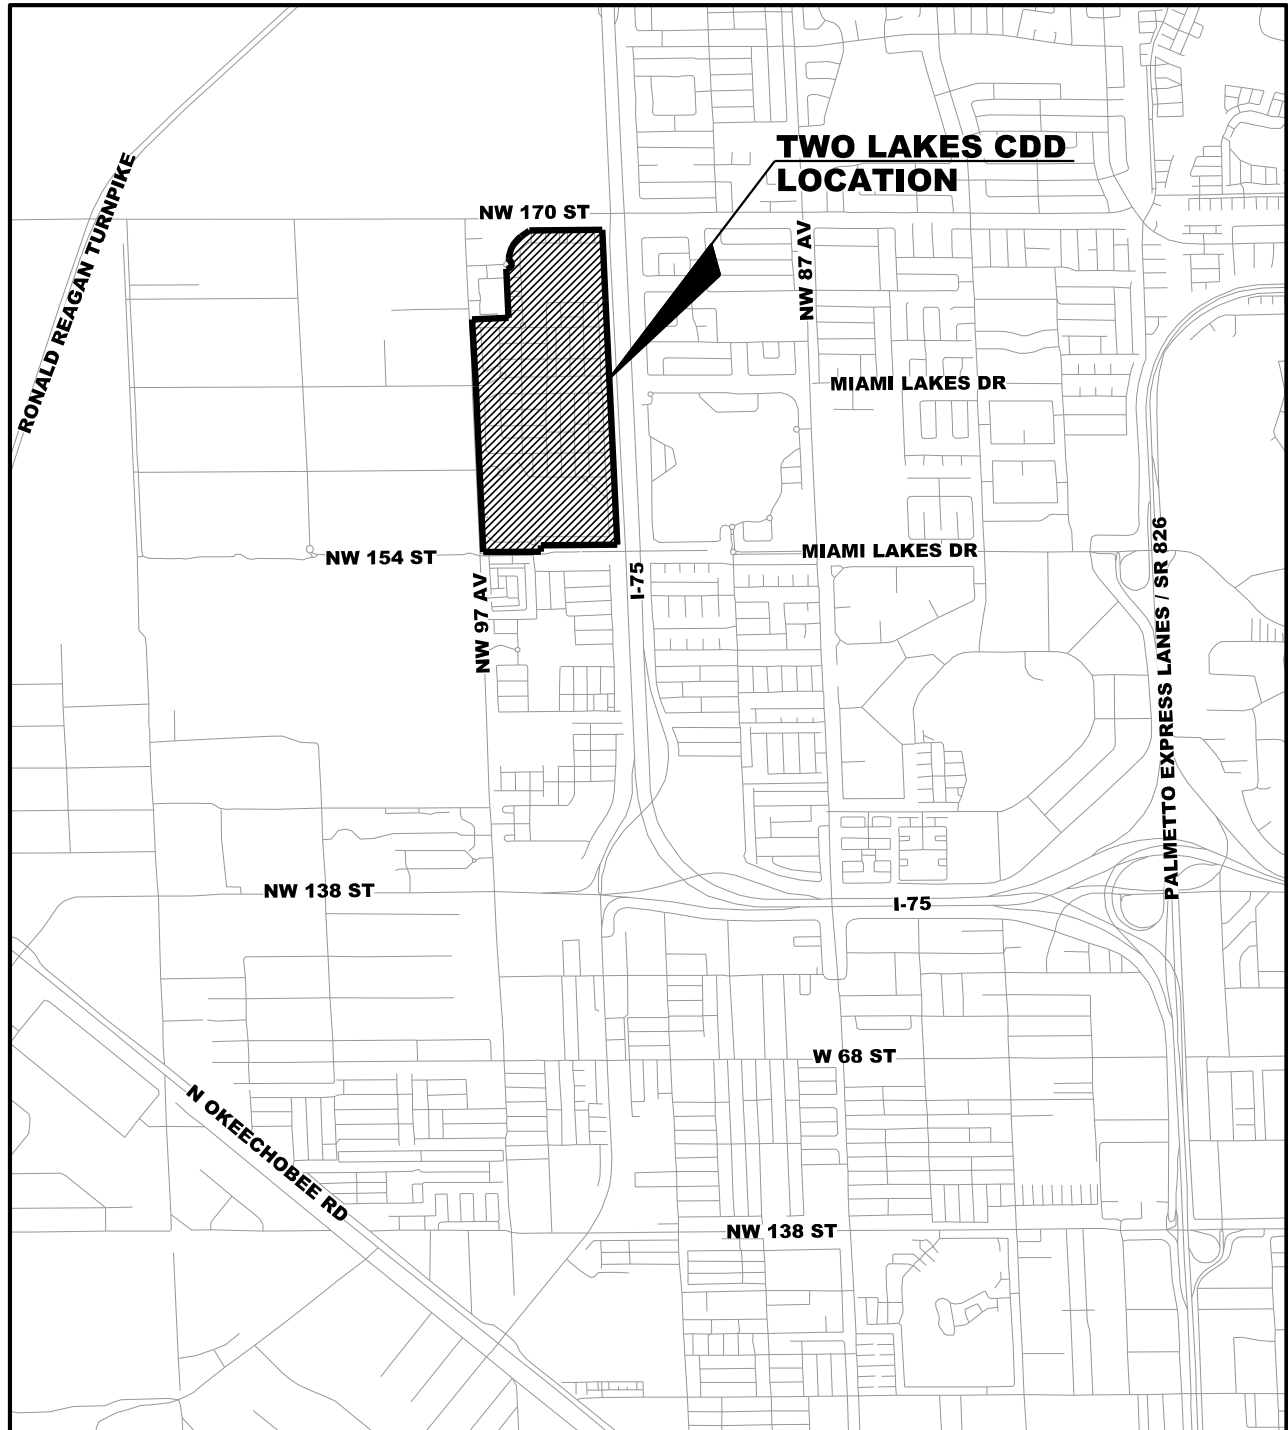 TWO LAKES CDD
LOCATION
RONALD REAGAN TURNPIKE
NW 170 ST
NW 87 AV
MIAMI LAKES DR
NW 154 ST
MIAMI LAKES DR
I-75
NW 97 AV
PALMETTO EXPRESS LANES / SR 826
NW 138 ST
I-75
W 68 ST
N OKEECHOBEE RD
NW 138 ST